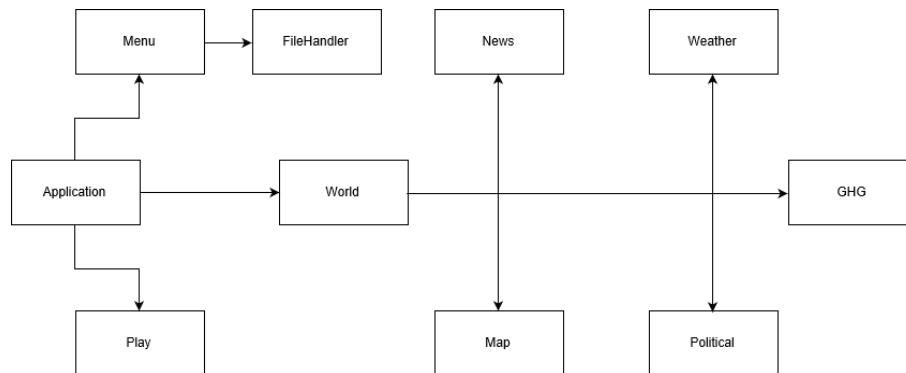 Menu
FileHandler
News
Weather
Application
World
GHG
Play
Map
Political